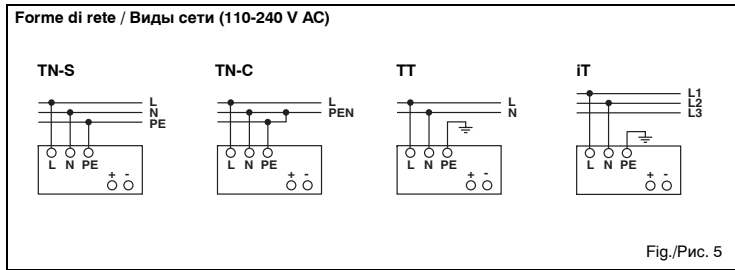 Forme di rete / Виды сети (110-240 V AC)
TN-S
L
N
PE
L N PE
+ -
TN-C
L
PEN
L N PE
+ -
TT
L
N
L N PE
+ -
iT
L1
L2
L3
L N PE
+ -
Fig./Рис. 5